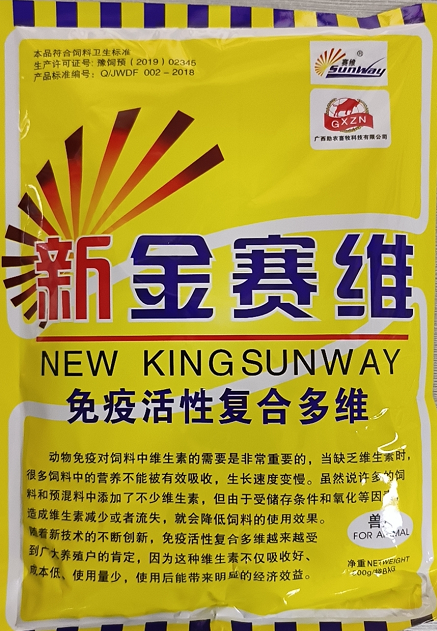 本品符合饲料卫生标准
生产许可证号: 豫饲预（2019）02345
产品标准编号: Q/JWDF 002－2018
赛维 ®
SUNWAY
GXZN
广西助农畜牧科技有限公司
新金赛维
NEW KINGSUNWAY
免疫活性复合多维
动物免疫对饲料中维生素的需要是非常重要的，当缺乏维生素时，
很多饲料中的营养不能被有效吸收，生长速度变慢。虽然说许多的饲
料和预混料中添加了不少维生素，但由于受储存条件和氧化等因
造成维生素减少或者流失，就会降低饲料的使用效果。
随着新技术的不断创新，免疫活性复合多维越来越受
到广大养殖户的肯定，因为这种维生素不仅吸收好、
成本低、使用量少，使用后能带来明显的经济效益。
兽
FOR ANIMAL
净重 NETWEIGHT